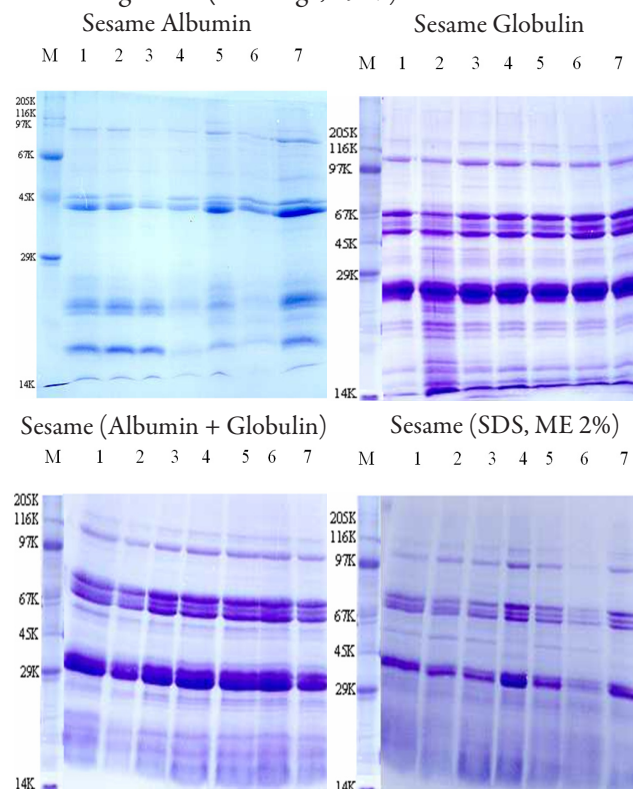 Sesame Albumin
M 1 2 3 4 5 6 7
205K
116K
97K
67K
45K
29K
14K
Sesame Globulin
M 1 2 3 4 5 6 7
205K
116K
97K
67K
45K
29K
14K
Sesame (Albumin + Globulin)
M 1 2 3 4 5 6 7
205K
116K
97K
67K
45K
29K
14K
Sesame (SDS, ME 2%)
M 1 2 3 4 5 6 7
205K
116K
97K
67K
45K
29K
14K